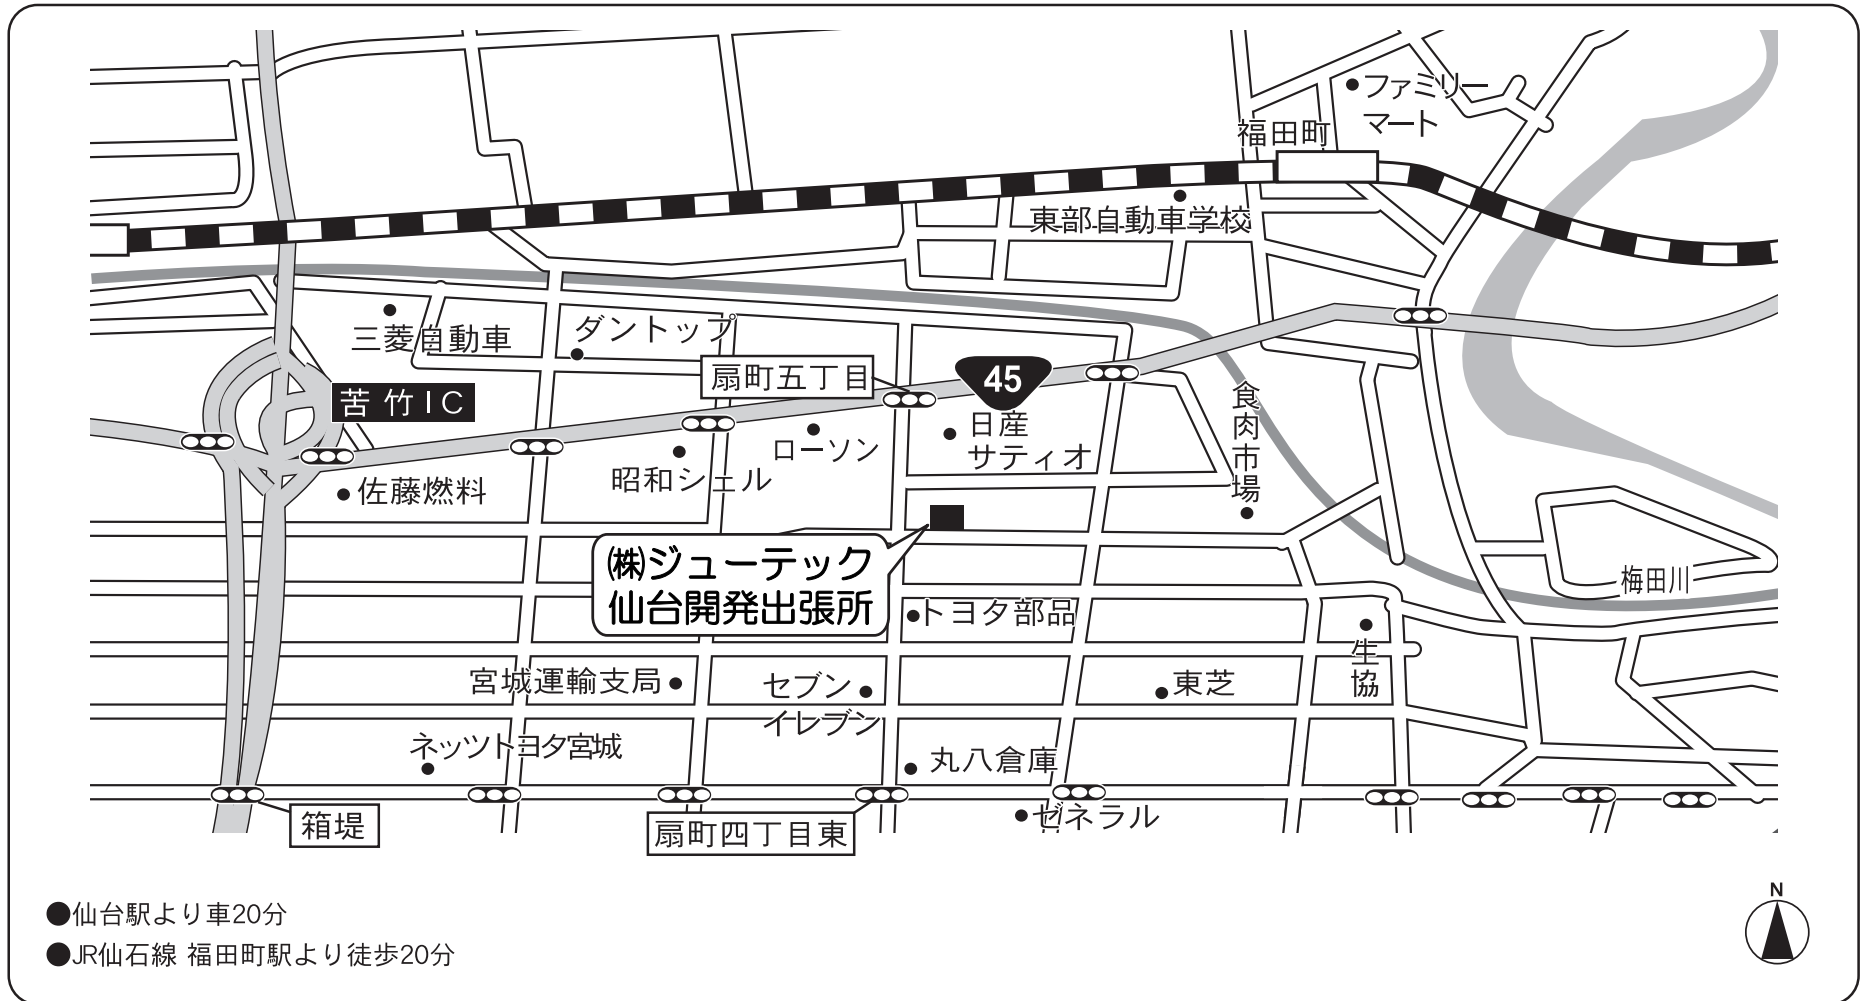 ファミリー
マート
福田町
東部自動車学校
三菱自動車
ダントップ
扇町五丁目
45
苦竹IC
日産
サティオ
食肉市場
ローソン
昭和シェル
佐藤燃料
㈱ジューテック
仙台開発出張所
梅田川
トヨタ部品
生協
宮城運輸支局
セブン
イレブン
東芝
ネッツトヨタ宮城
丸八倉庫
箱堤
扇町四丁目東
ゼネラル
●仙台駅より車20分
●JR仙石線 福田町駅より徒歩20分
N